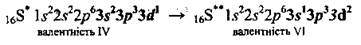 ₁₆S* 1s²2s²2p⁶3s²3p³3d¹ → ₁₆S** 1s²2s²2p⁶3s¹3p³3d²
валентність IV валентність VI